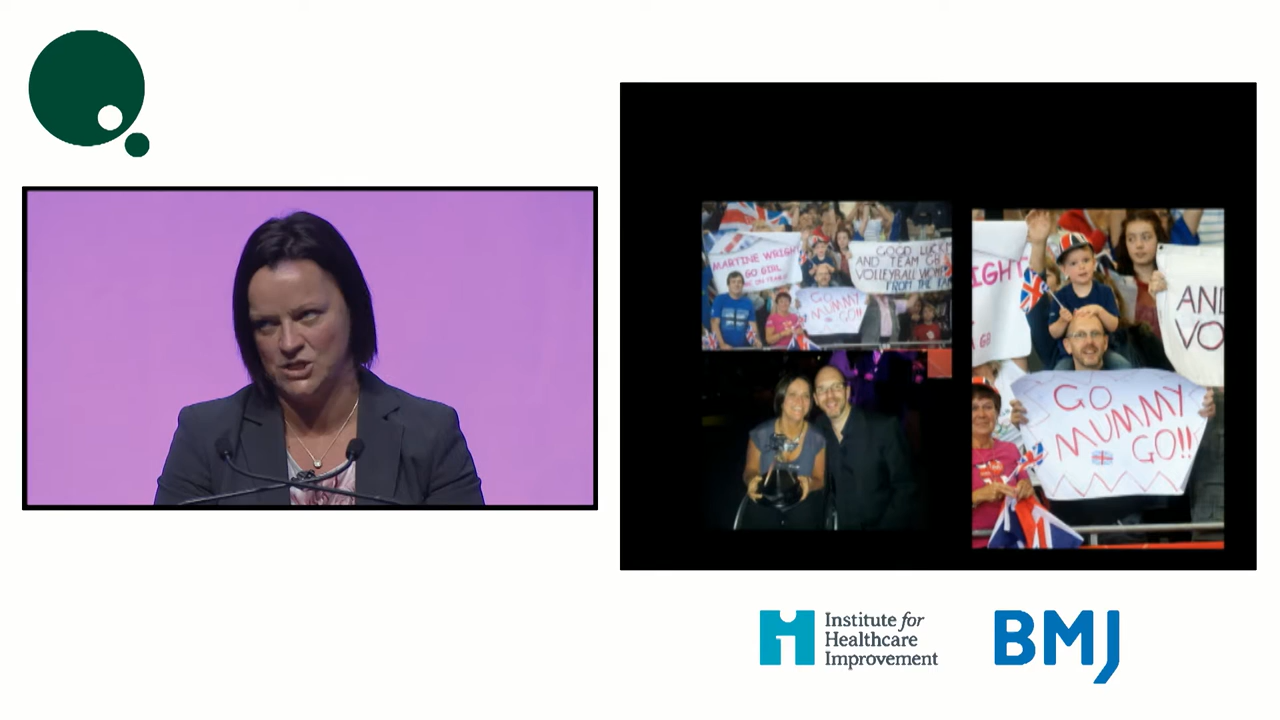 MARTINE WRIGHT
GO GIRL
GOOD LUCK
AND TEAM GB
VOLLEYBALL
FROM THE
GO
MUMMY
GO!!
IGHT
GO
MUMMY
GO!!
AND
VO
Institute for
Healthcare
Improvement
BMJ